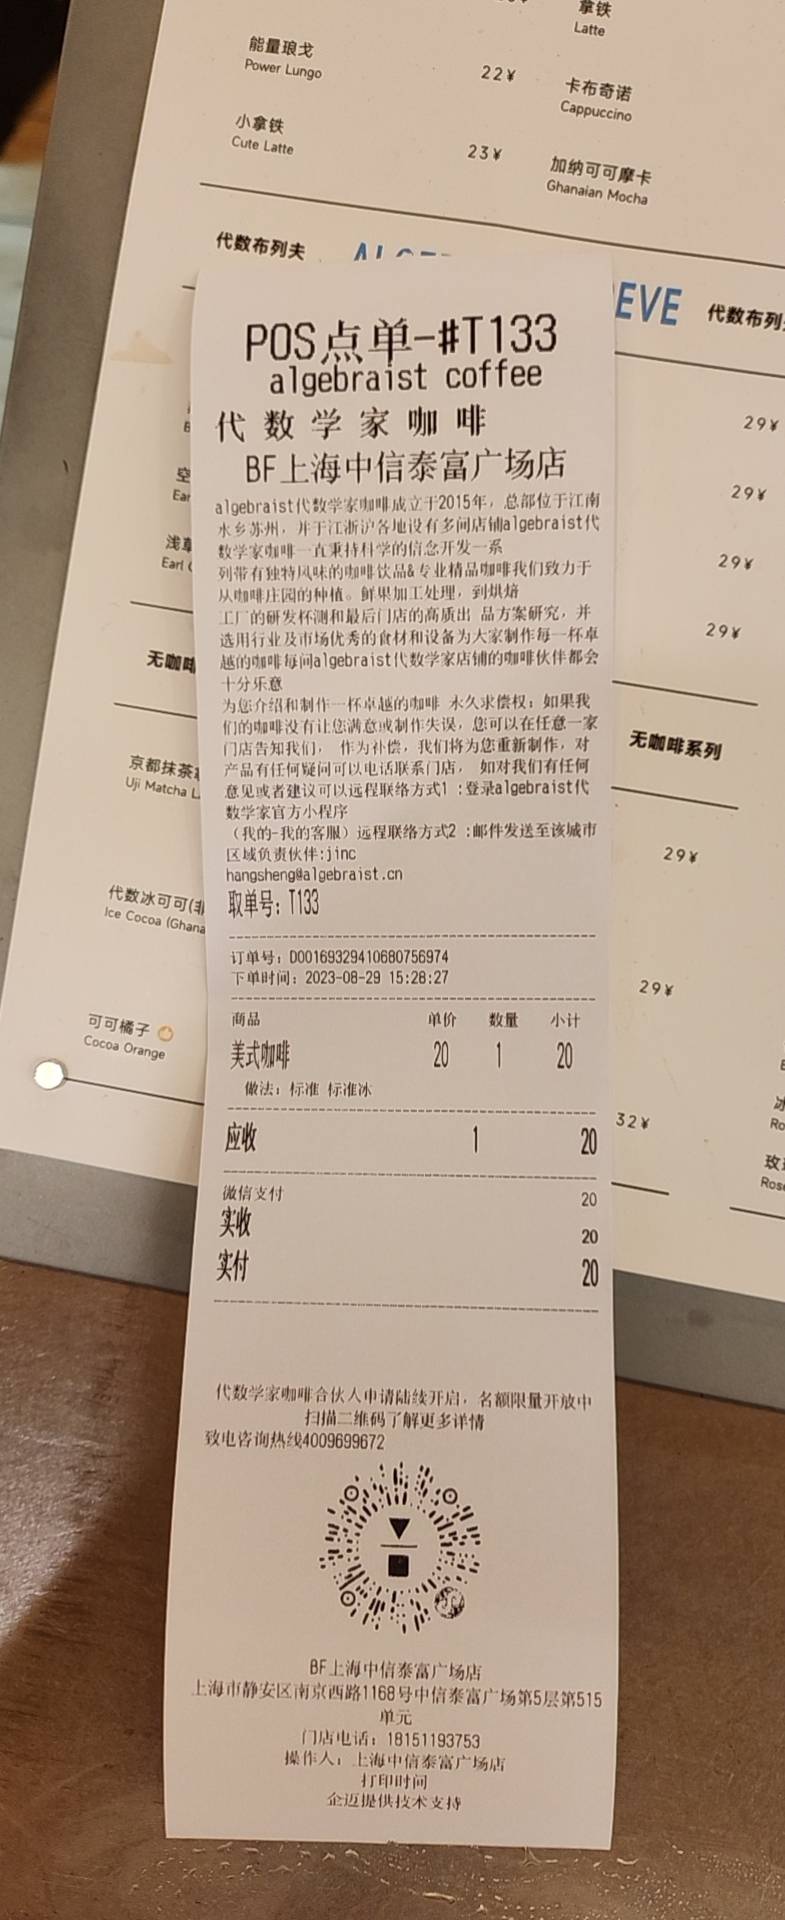 拿铁
Latte
能量琅戈
Power Lungo
22¥
卡布奇诺
Cappuccino
小拿铁
Cute Latte
23¥
加纳可可摩卡
Ghanaian Mocha
代数布列夫
EVE
代数布列
POS点单-#T133
algebraist coffee
代数学家咖啡
BF上海中信泰富广场店
algebraist代数学家咖啡成立于2015年，总部位于江南
水乡苏州，并于江浙沪各地设有多间店铺algebraist代
数学家咖啡一直秉持科学的信念开发一系
列带有独特风味的咖啡饮品&专业精品咖啡我们致力于
从咖啡庄园的种植。鲜果加工处理，到烘焙
工厂的研发杯测和最后门店的高质出 品方案研究，并
选用行业及市场优秀的食材和设备为大家制作每一杯卓
越的咖啡每间algebraist代数学家店铺的咖啡伙伴都会
十分乐意
为您介绍和制作一杯卓越的咖啡 永久求偿权：如果我
们的咖啡没有让您满意或制作失误，您可以在任意一家
门店告知我们， 作为补偿，我们将为您重新制作，对
产品有任何疑问可以电话联系门店， 如对我们有任何
意见或者建议可以远程联络方式1 :登录algebraist代
数学家官方小程序
（我的-我的客服）远程联络方式2 :邮件发送至该城市
区域负责伙伴:jinc
hangsheng@algebraist.cn
取单号: T133
订单号: D00169329410680756974
下单时间: 2023-08-29 15:28:27
商品 单价 数量 小计
美式咖啡 20 1 20
做法: 标准 标准冰
应收 1 20
微信支付 20
实收 20
实付 20
代数学家咖啡合伙人申请陆续开启，名额限量开放中
扫描二维码了解更多详情
致电咨询热线4009699672
BF上海中信泰富广场店
上海市静安区南京西路1168号中信泰富广场第5层第515
单元
门店电话: 18151193753
操作人: 上海中信泰富广场店
打印时间
企迈提供技术支持
29¥
29¥
29¥
29¥
无咖啡
无咖啡系列
京都抹茶
Uji Matcha
29¥
代数冰可可
Ice Cocoa (Ghana
29¥
可可橘子
Cocoa Orange
32¥